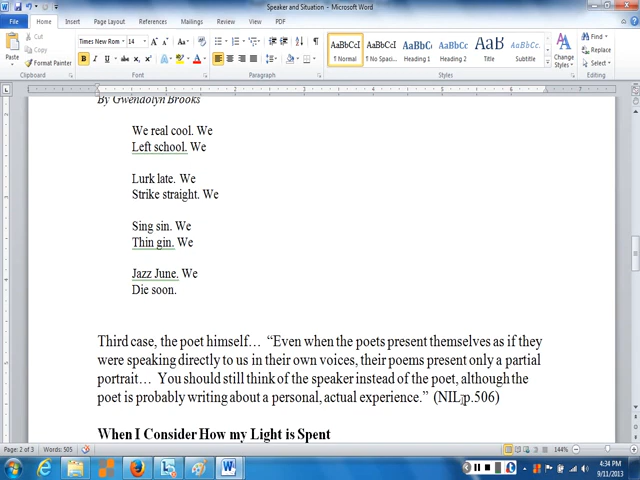 Speaker and Situation - Microsoft Word
File Home Insert Page Layout References Mailings Review View PDF
Cut
Copy
Format Painter
Paste
Clipboard
Times New Rom 14
Font
Paragraph
AaBbCcI AaBbCcI AaBbC AaBbCc AaB AaBbCc.
¶ Normal ¶ No Spaci... Heading 1 Heading 2 Title Subtitle
Styles
Change Styles
Find
Replace
Select
Editing
By Gwendolyn Brooks
We real cool. We
Left school. We
Lurk late. We
Strike straight. We
Sing sin. We
Thin gin. We
Jazz June. We
Die soon.
Third case, the poet himself… “Even when the poets present themselves as if they
were speaking directly to us in their own voices, their poems present only a partial
portrait… You should still think of the speaker instead of the poet, although the
poet is probably writing about a personal, actual experience.” (NIL p.506)
When I Consider How my Light is Spent
Page: 2 of 3 Words: 505 144%
4:34 PM
9/11/2013